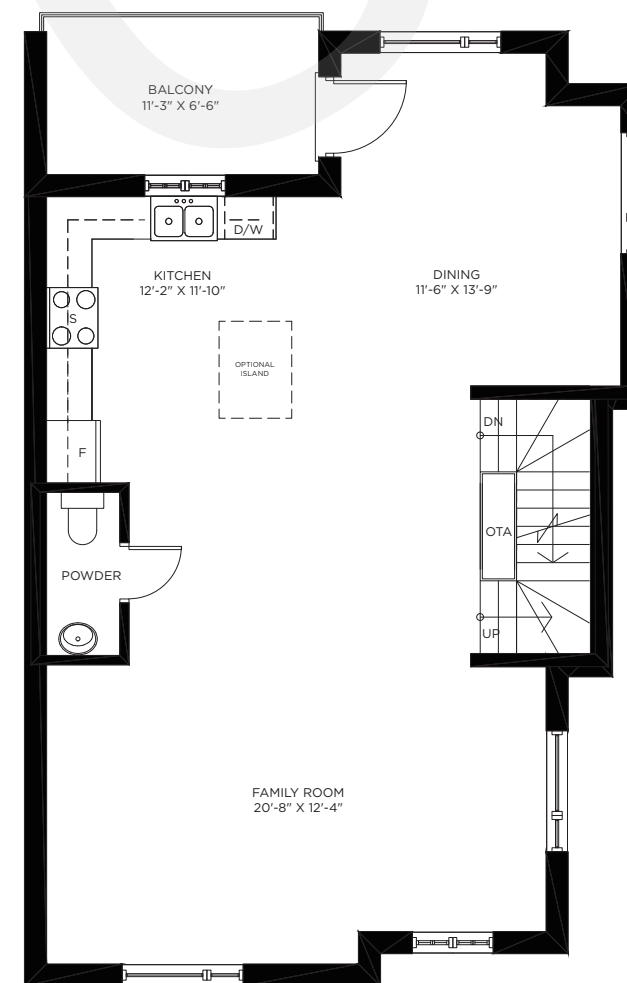 BALCONY
11'-3" X 6'-6"
D/W
KITCHEN
12'-2" X 11'-10"
DINING
11'-6" X 13'-9"
S
OPTIONAL
ISLAND
DN
F
OTA
POWDER
UP
FAMILY ROOM
20'-8" X 12'-4"